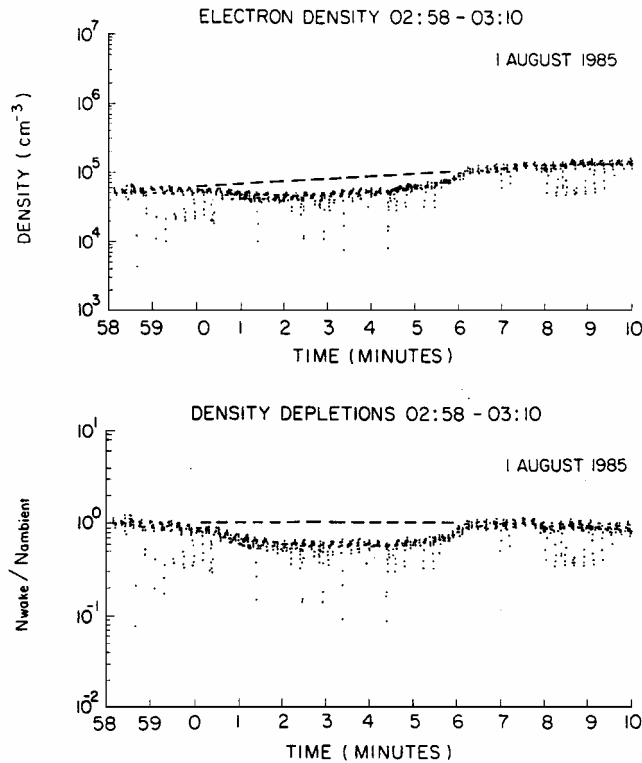 ELECTRON DENSITY 02:58 – 03:10
1 AUGUST 1985
DENSITY (cm⁻³)
10⁷
10⁶
10⁵
10⁴
10³
58 59 0 1 2 3 4 5 6 7 8 9 10
TIME (MINUTES)
DENSITY DEPLETIONS 02:58 – 03:10
1 AUGUST 1985
Nwake / Nambient
10¹
10⁰
10⁻¹
10⁻²
58 59 0 1 2 3 4 5 6 7 8 9 10
TIME (MINUTES)